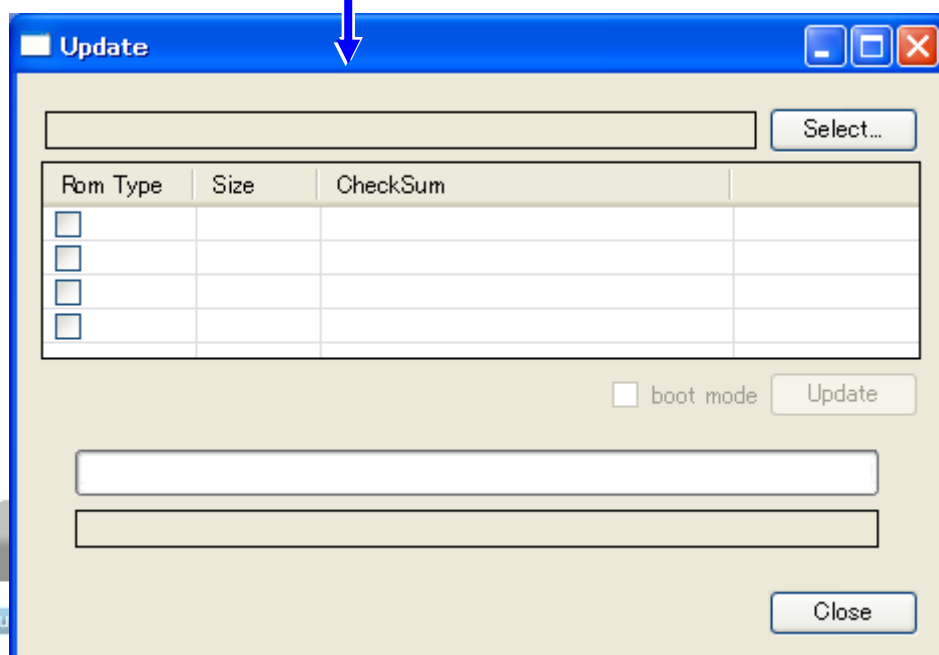 Update
Select...
Rom Type Size CheckSum
boot mode Update
Close